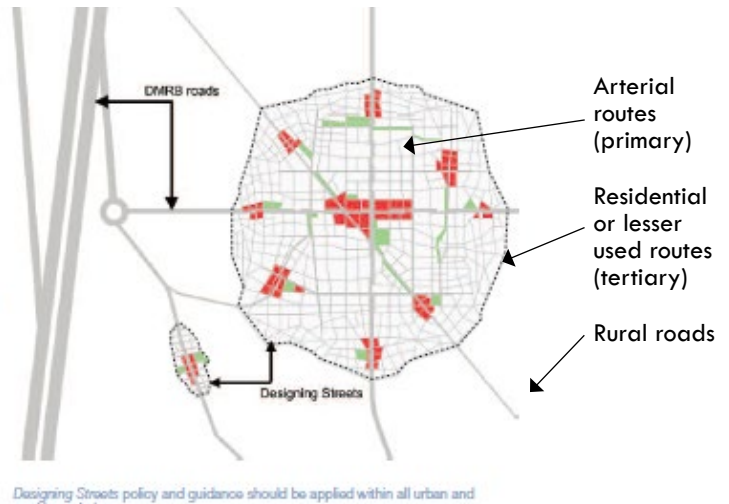 DMRB roads
Arterial
routes
(primary)
Residential
or lesser
used routes
(tertiary)
Rural roads
Designing Streets
Designing Streets policy and guidance should be applied within all urban and